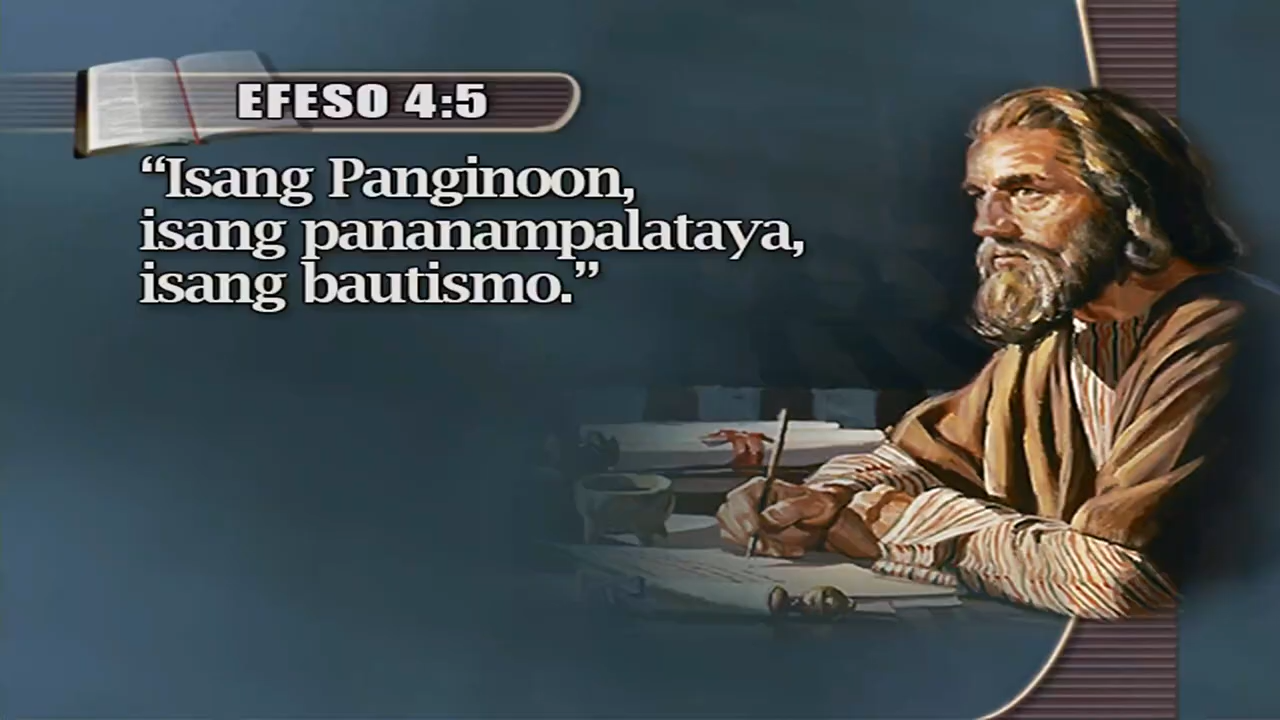 EFESO 4:5
“Isang Panginoon,
isang pananampalataya,
isang bautismo.”